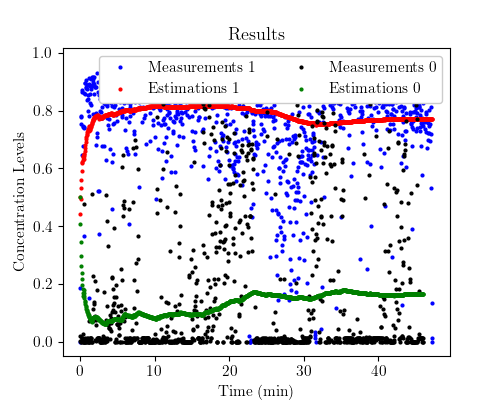 Results
Measurements 1
Estimations 1
Measurements 0
Estimations 0
Concentration Levels
1.0
0.8
0.6
0.4
0.2
0.0
0 10 20 30 40
Time (min)